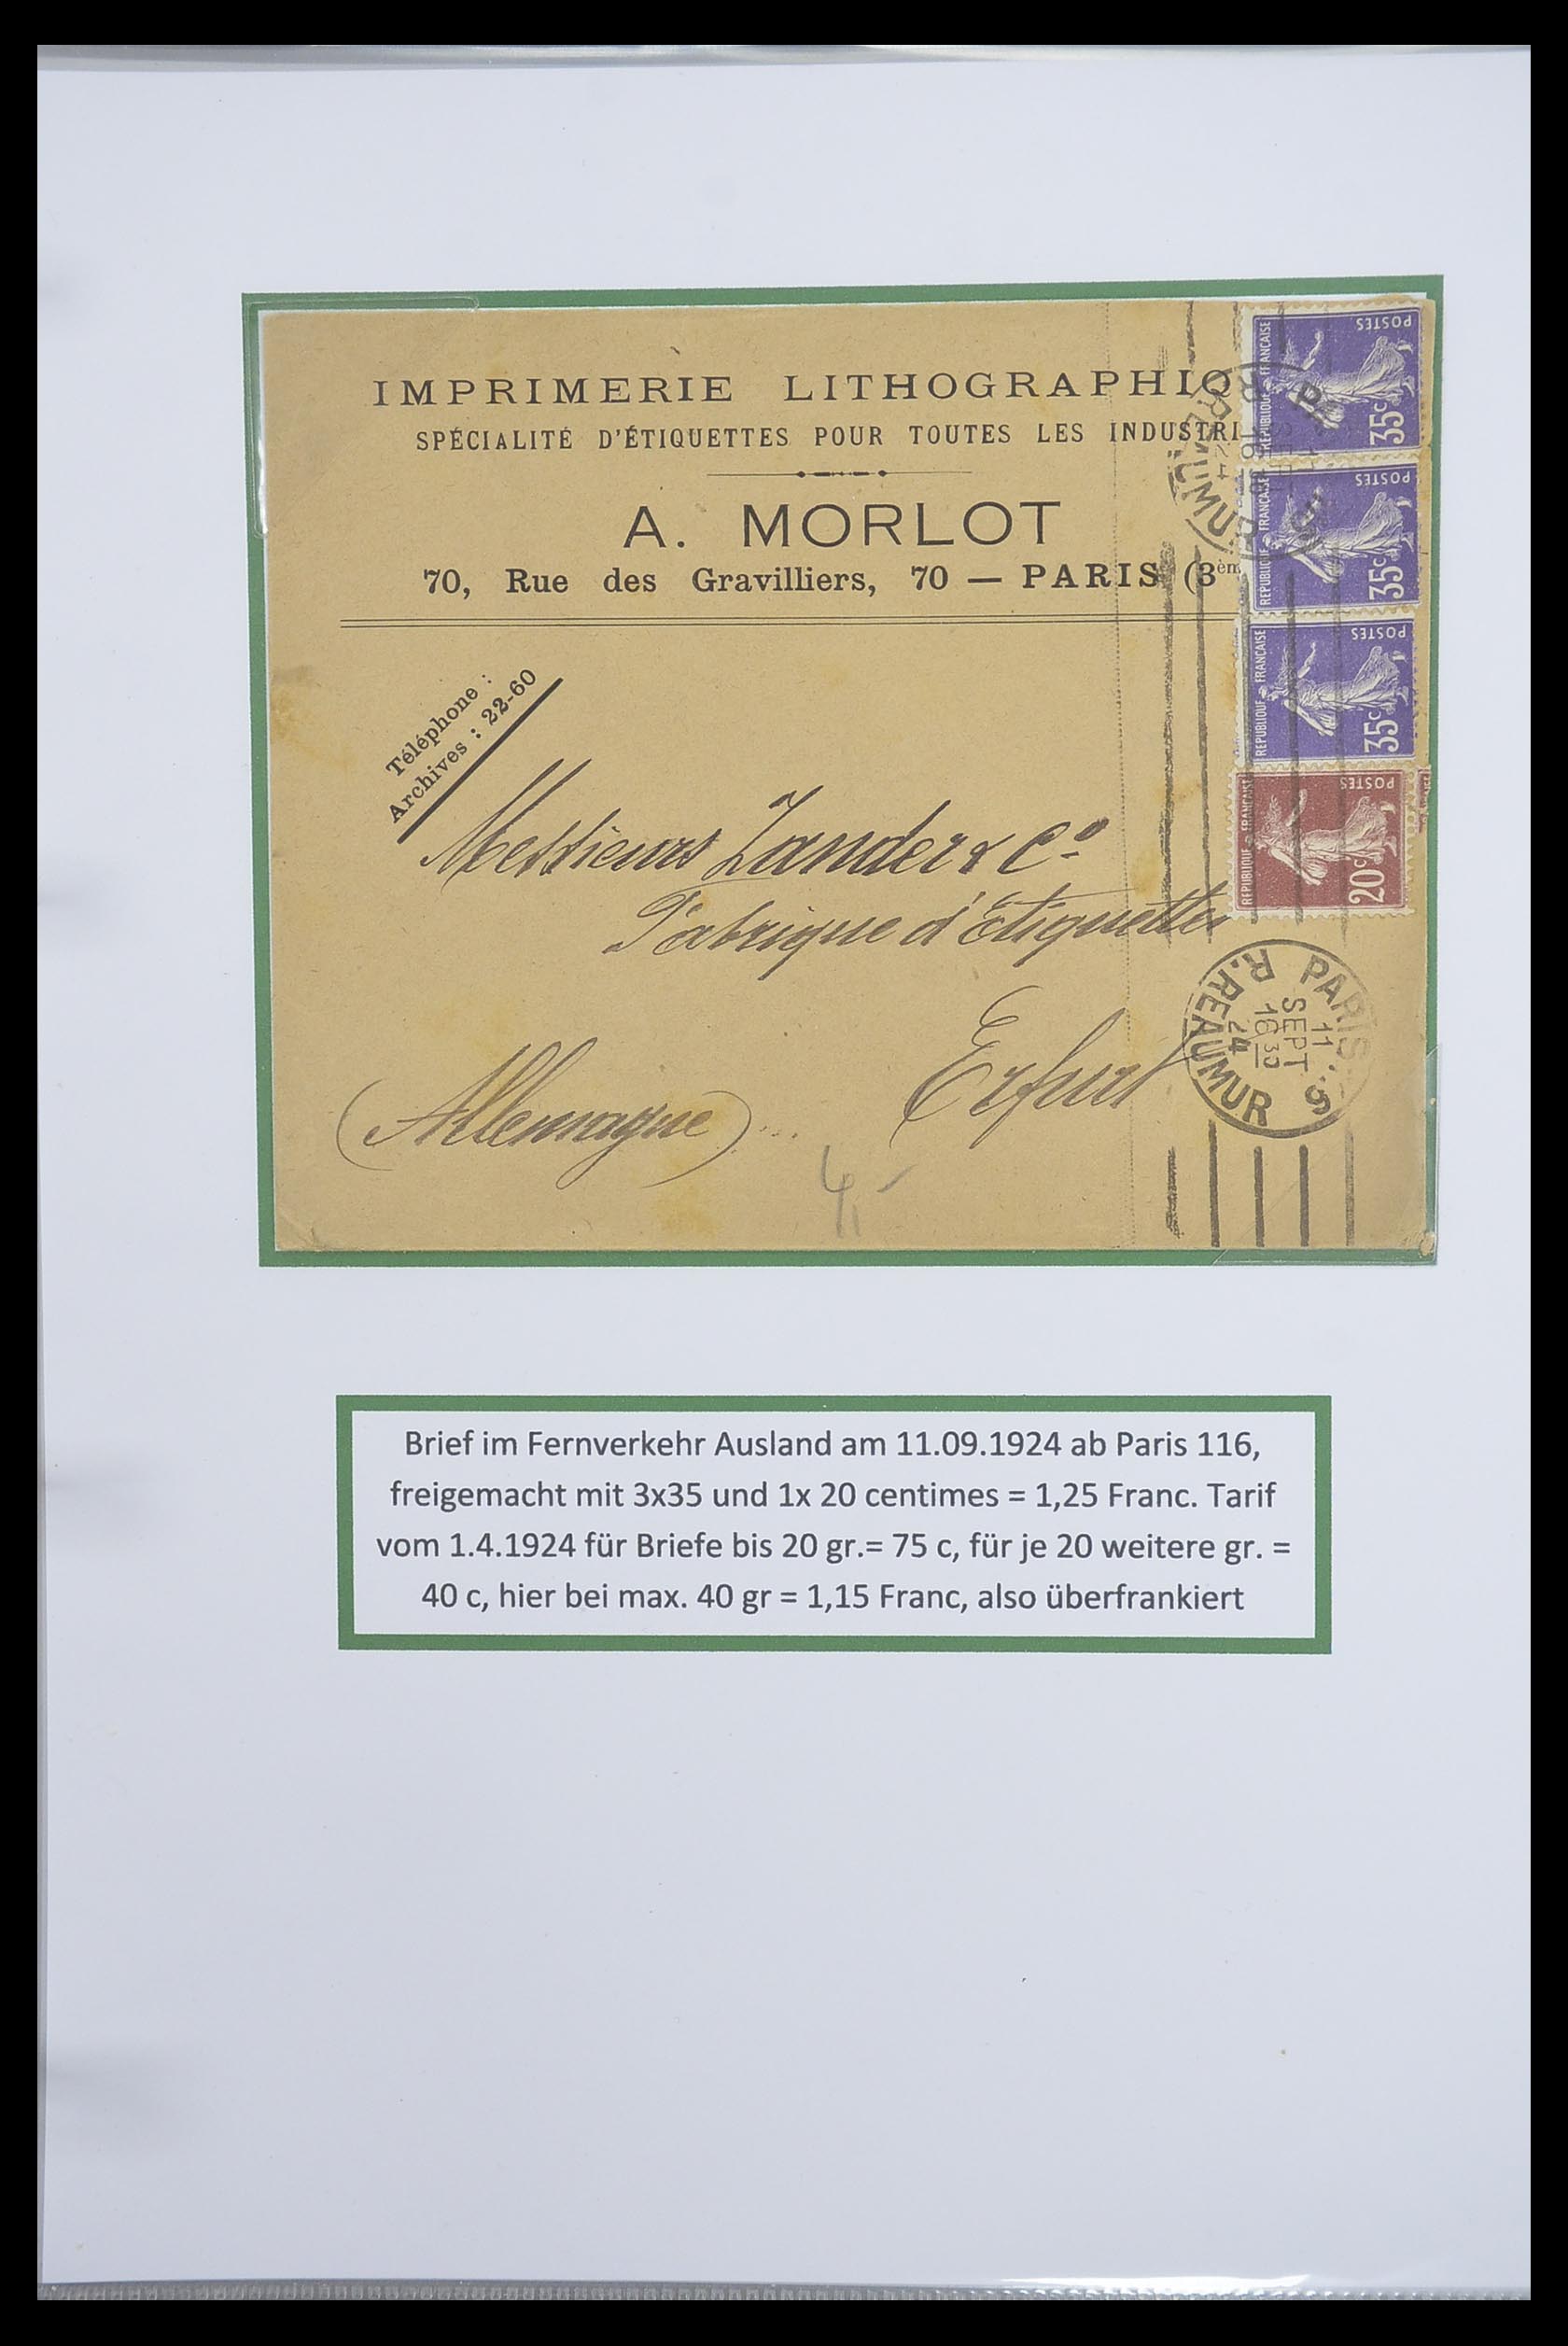 IMPRIMERIE LITHOGRAPHIQ
SPÉCIALITÉ D'ÉTIQUETTES POUR TOUTES LES INDUSTRI
A. MORLOT
70, Rue des Gravilliers, 70 — PARIS (3èm
Téléphone :
Archives : 22-60
Messieurs Zander & Cº
Fabrique d'Etiquettes
Erfurt
(Allemagne)
4,-
REPUBLIQUE FRANCAISE
POSTES
35c
REPUBLIQUE FRANCAISE
POSTES
35c
REPUBLIQUE FRANCAISE
POSTES
35c
REPUBLIQUE FRANCAISE
POSTES
20c
R. REAUMUR
PARIS
11
SEPT
16 30
24
Brief im Fernverkehr Ausland am 11.09.1924 ab Paris 116,
freigemacht mit 3x35 und 1x 20 centimes = 1,25 Franc. Tarif
vom 1.4.1924 für Briefe bis 20 gr.= 75 c, für je 20 weitere gr. =
40 c, hier bei max. 40 gr = 1,15 Franc, also überfrankiert